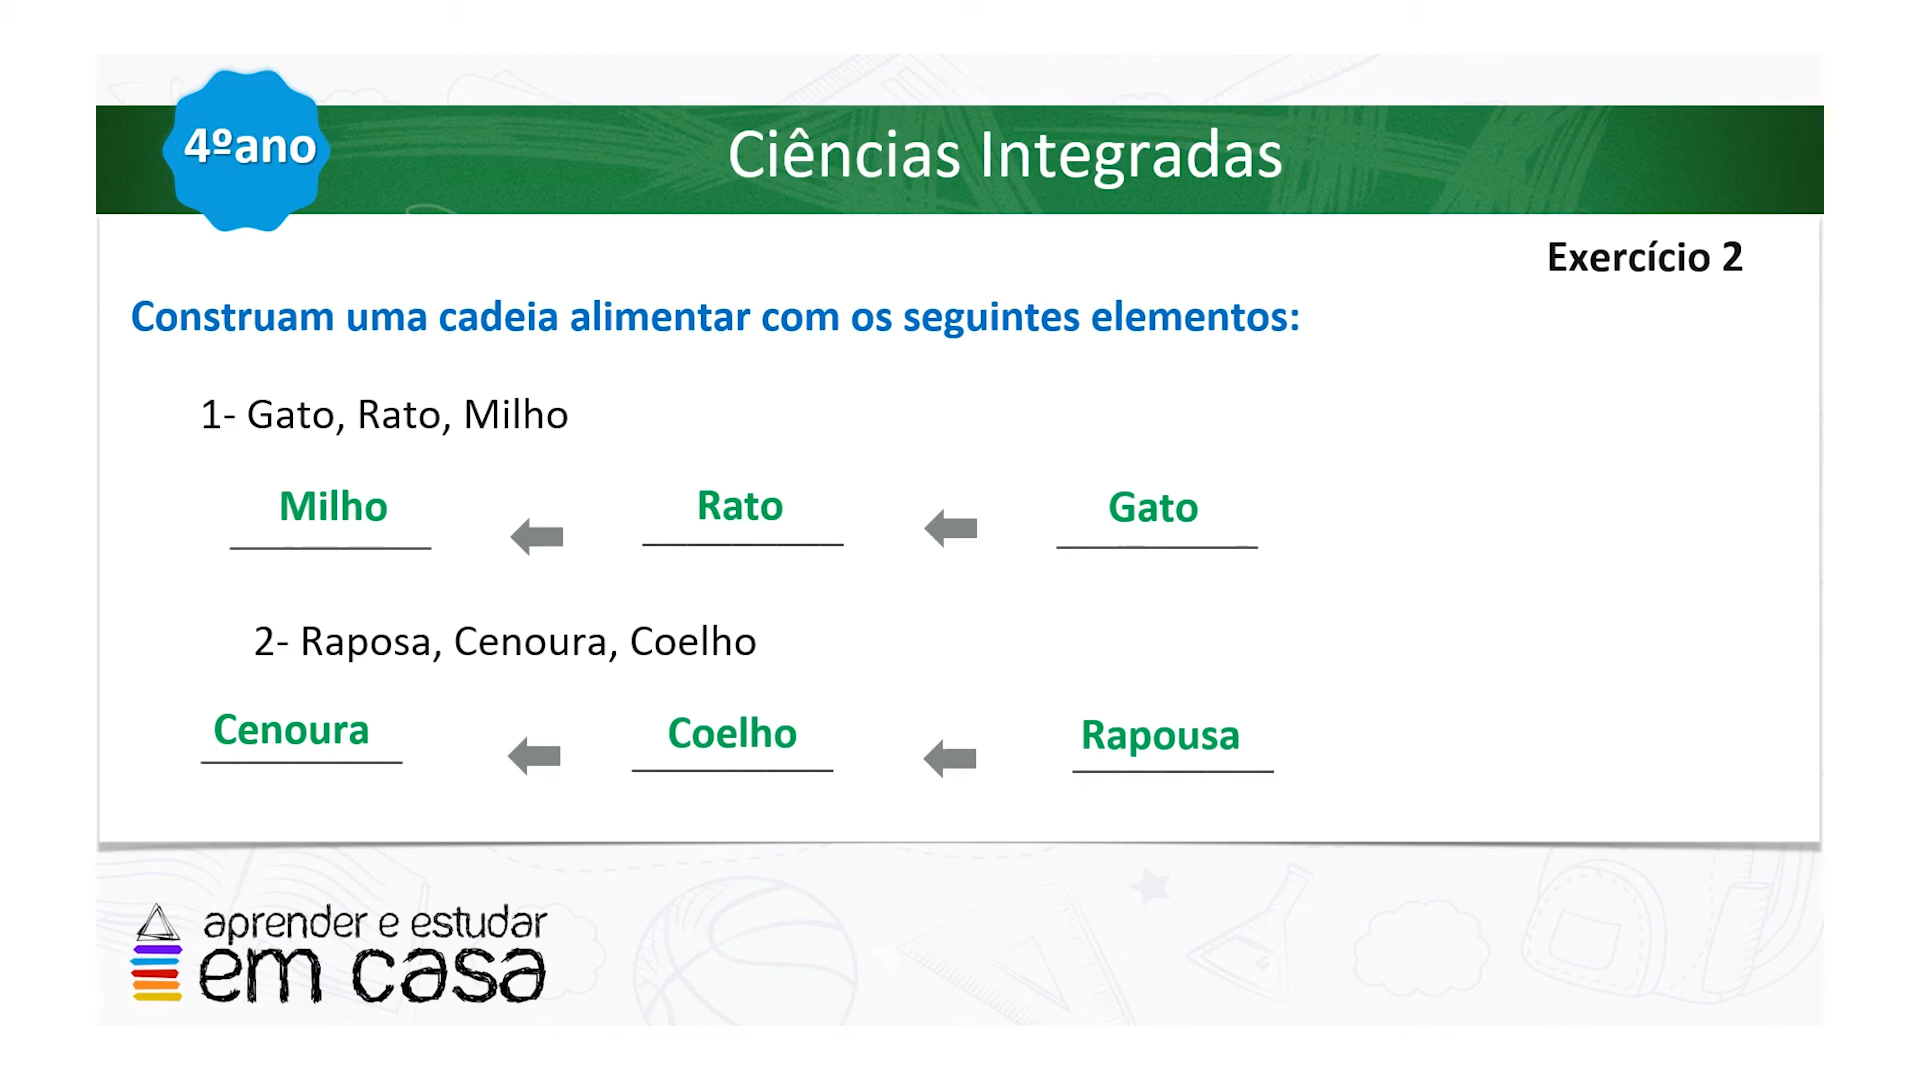 4ºano
Ciências Integradas
Exercício 2
Construam uma cadeia alimentar com os seguintes elementos:
1- Gato, Rato, Milho
Milho Rato Gato
2- Raposa, Cenoura, Coelho
Cenoura Coelho Rapousa
aprender e estudar
em casa